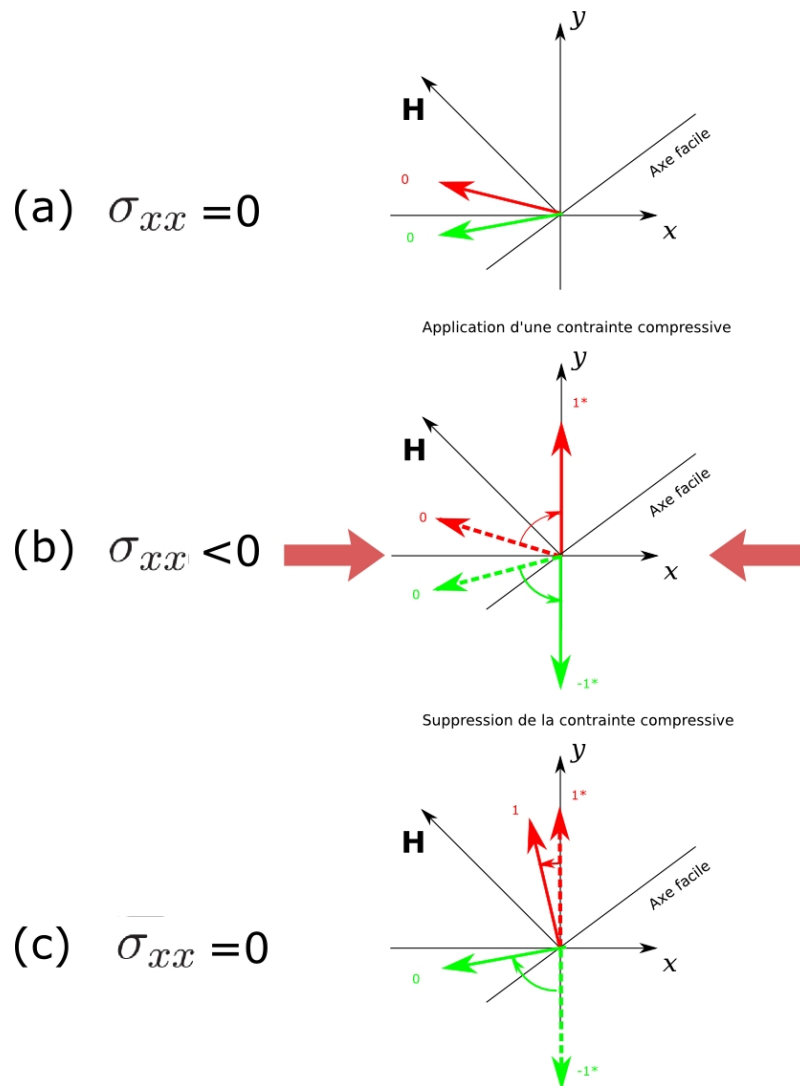 y
H
Axe facile
0
(a) σxx =0
0
x
Application d'une contrainte compressive
y
1*
H
Axe facile
0
(b) σxx <0
x
0
-1*
Suppression de la contrainte compressive
y
1*
1
H
Axe facile
(c) σxx =0
x
0
-1*